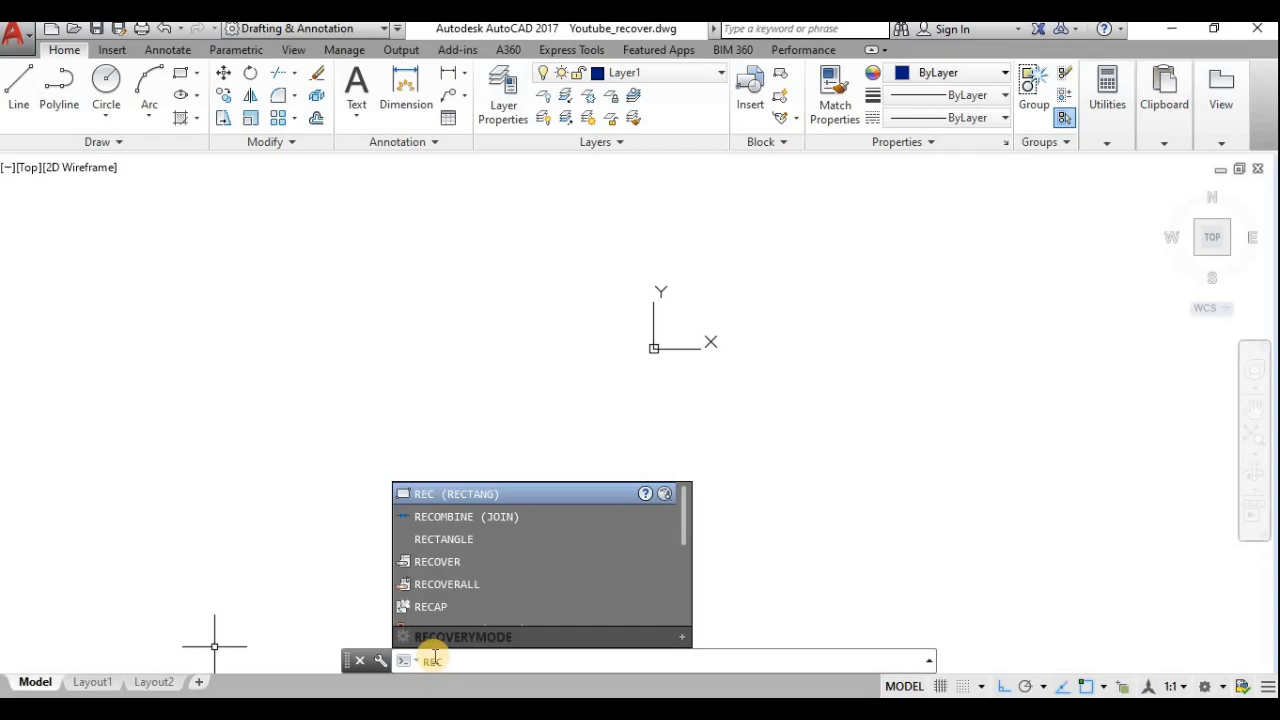 Drafting & Annotation
Autodesk AutoCAD 2017 Youtube_recover.dwg
Type a keyword or phrase
Sign In
Home Insert Annotate Parametric View Manage Output Add-ins A360 Express Tools Featured Apps BIM 360 Performance
Line Polyline Circle Arc
Text Dimension
Layer Properties
Layer1
Insert
Match Properties
ByLayer
ByLayer
ByLayer
Group
Utilities
Clipboard
View
Draw Modify Annotation Layers Block Properties Groups
[−][Top][2D Wireframe]
N
W TOP E
S
WCS
Y
X
REC (RECTANG)
RECOMBINE (JOIN)
RECTANGLE
RECOVER
RECOVERALL
RECAP
RECOVERYMODE
REC
Model Layout1 Layout2 +
MODEL 1:1